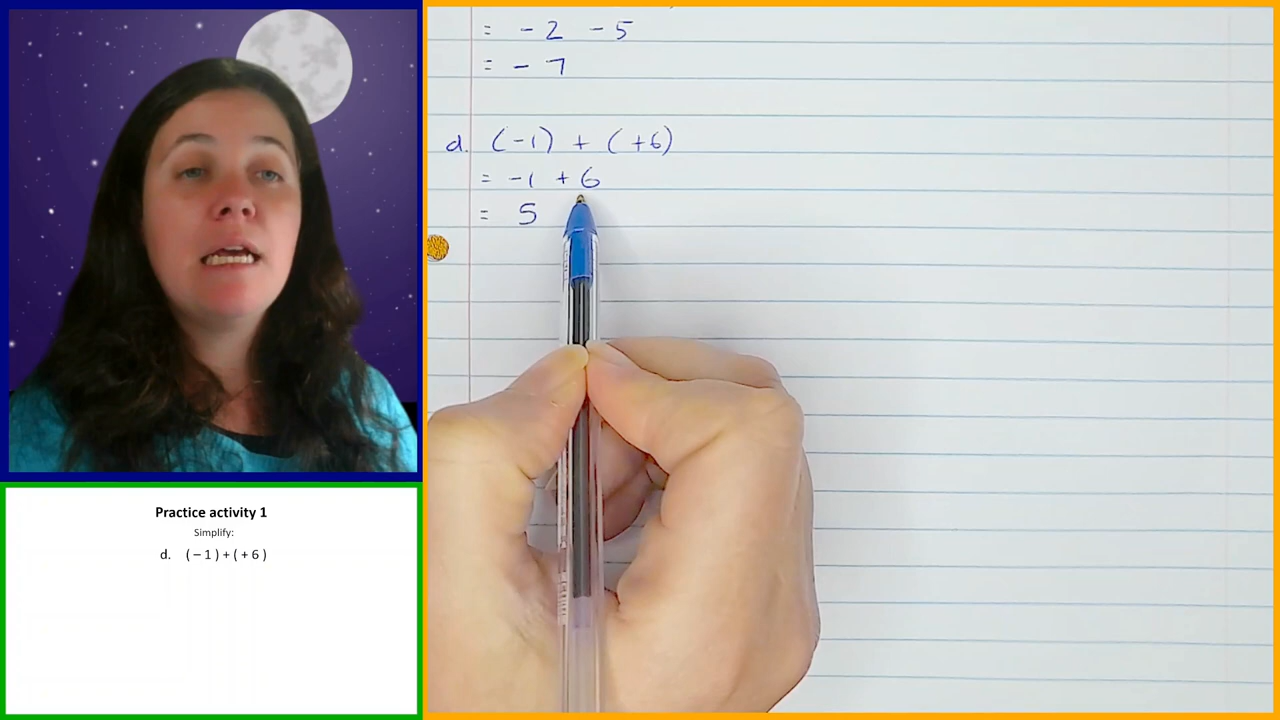 = -2 -5
= -7
d. (-1) + (+6)
= -1 +6
= 5
Practice activity 1
Simplify:
d. ( – 1 ) + ( + 6 )